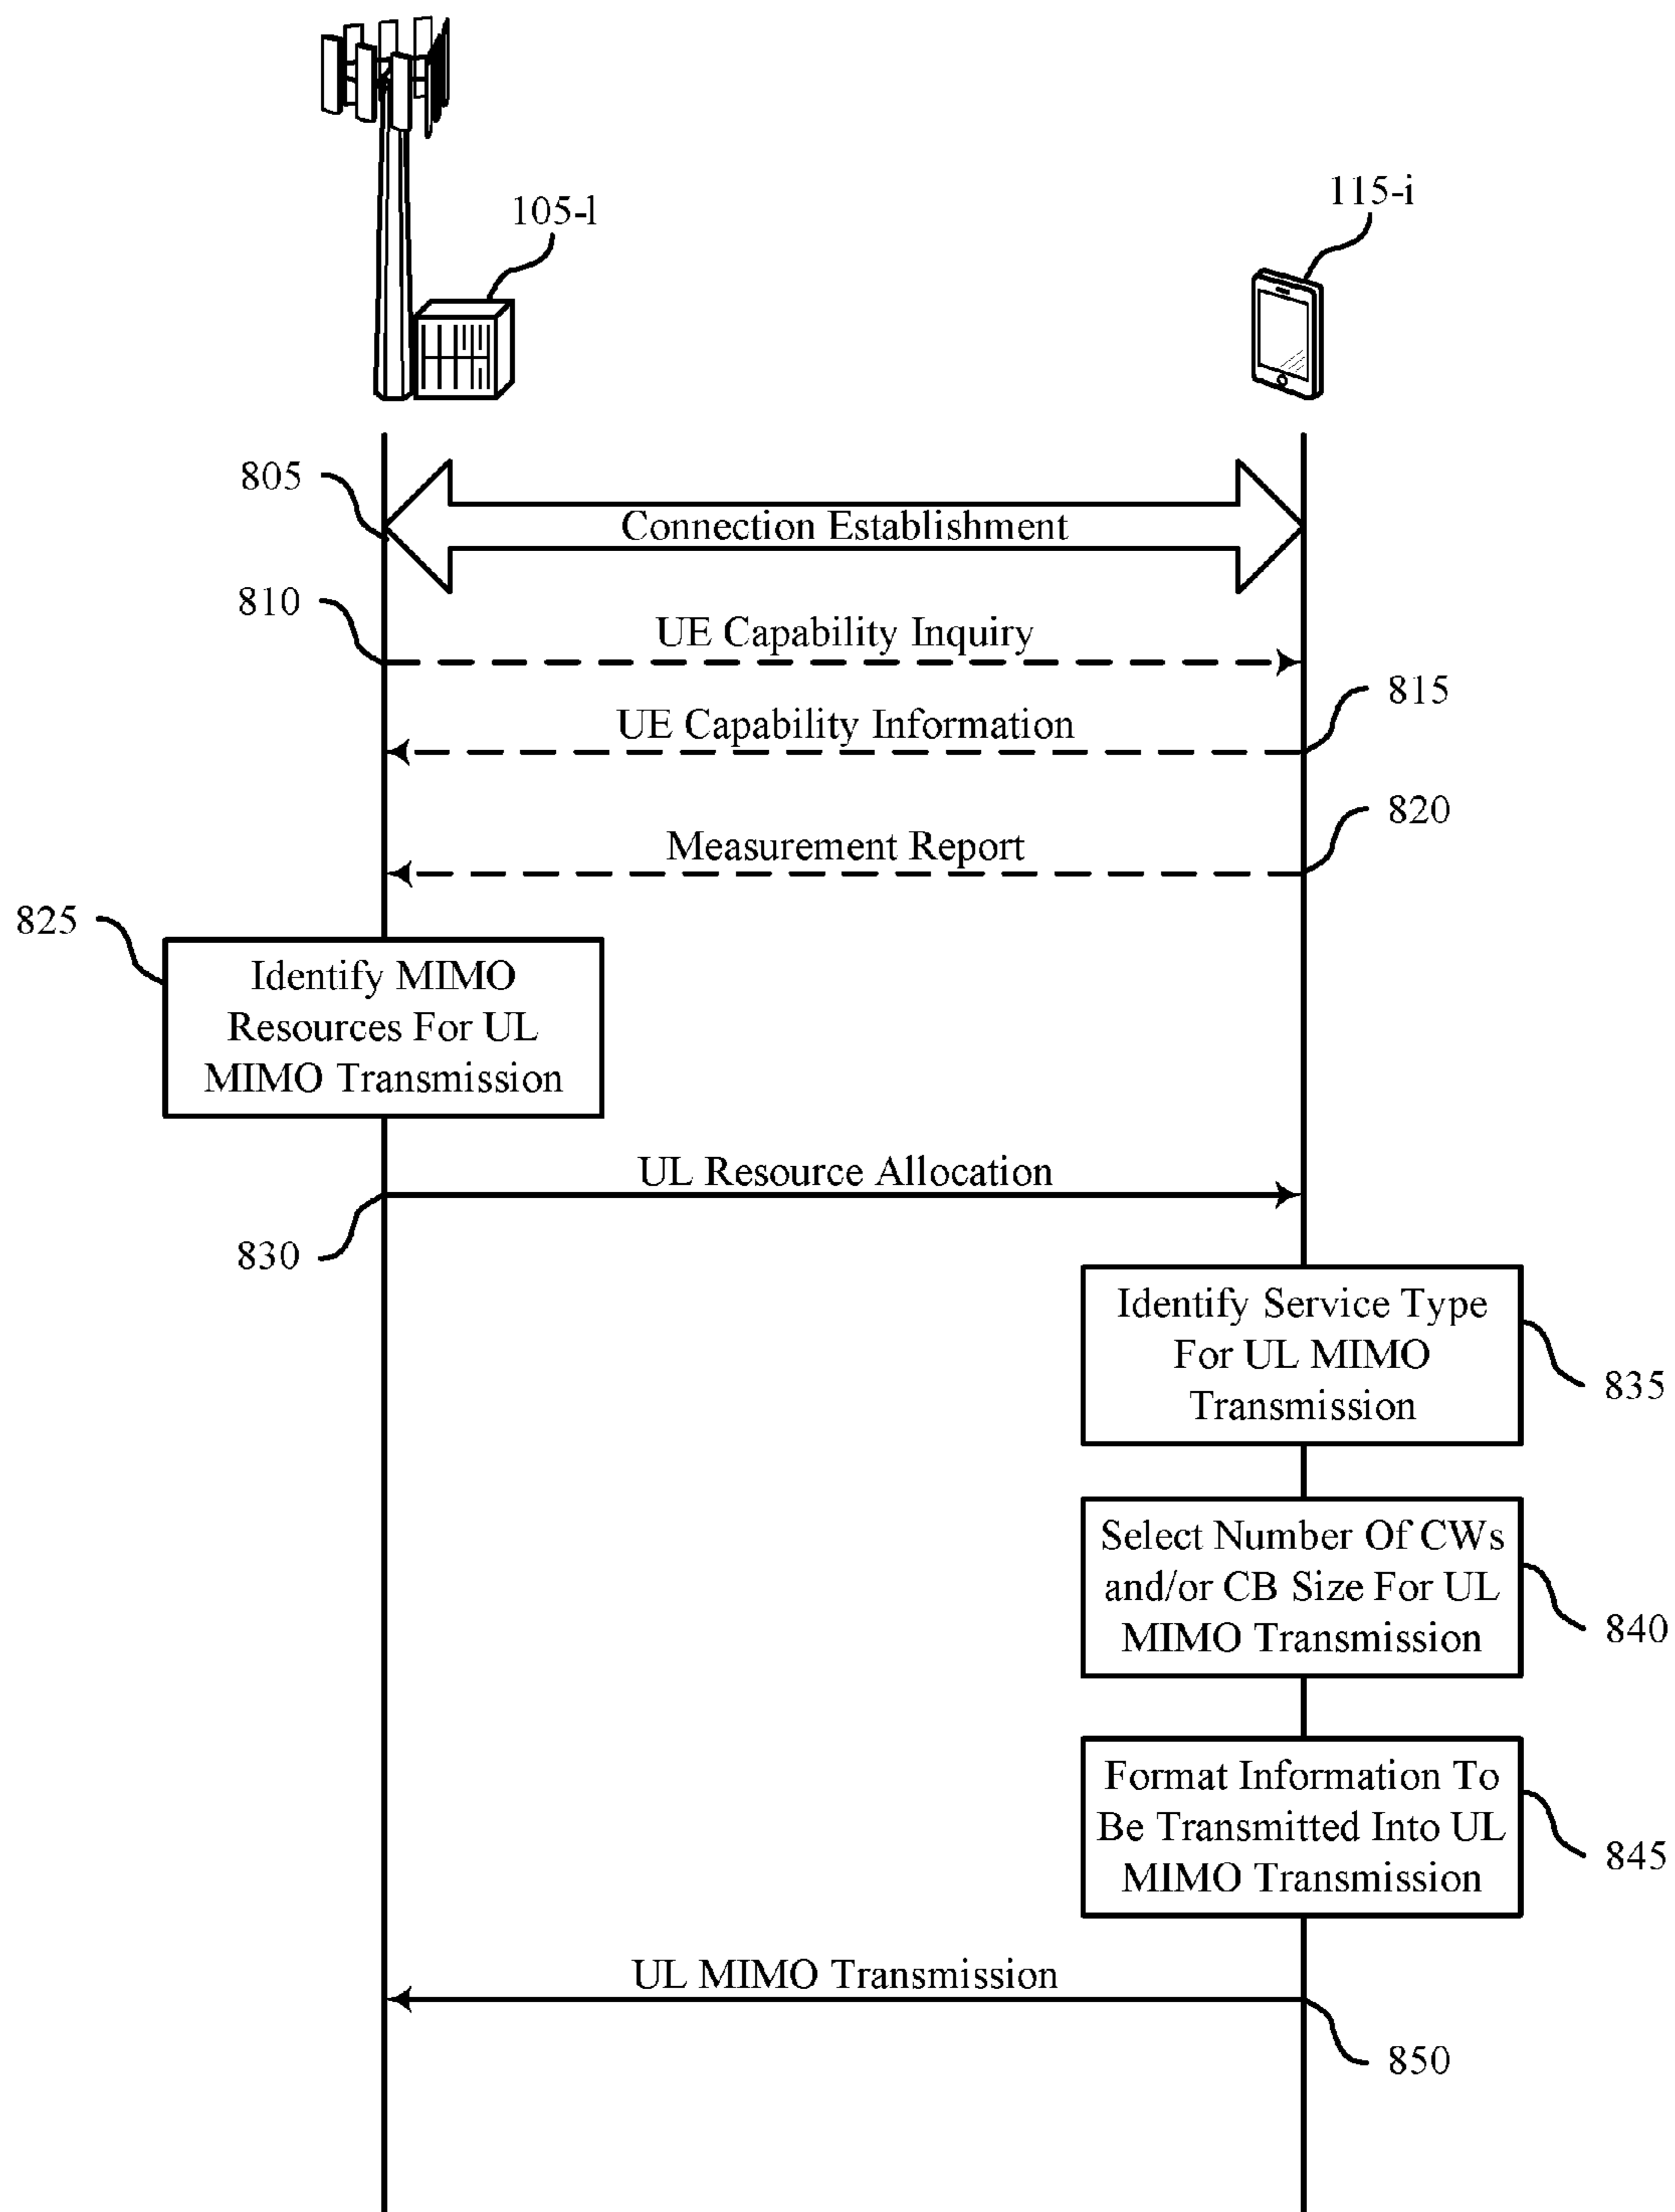 105-l
115-i
805
Connection Establishment
810
UE Capability Inquiry
815
UE Capability Information
820
Measurement Report
825
Identify MIMO
Resources For UL
MIMO Transmission
UL Resource Allocation
830
Identify Service Type
For UL MIMO
Transmission
835
Select Number Of CWs
and/or CB Size For UL
MIMO Transmission
840
Format Information To
Be Transmitted Into UL
MIMO Transmission
845
UL MIMO Transmission
850